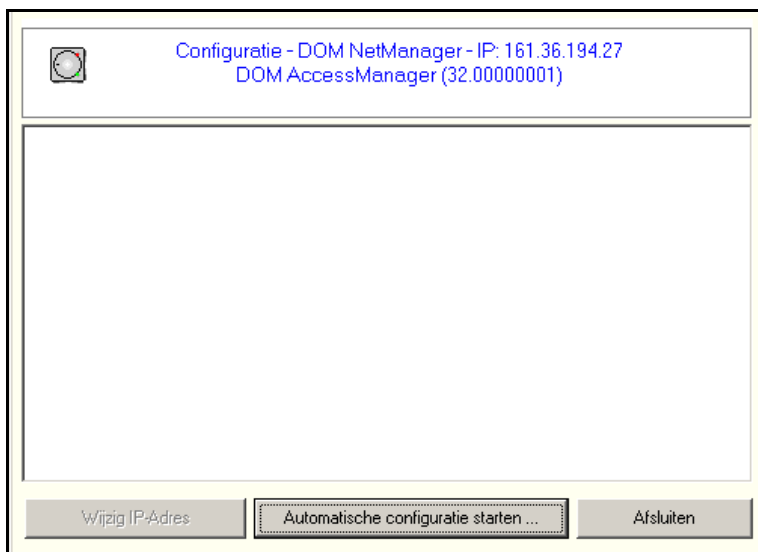 Configuratie - DOM NetManager - IP: 161.36.194.27
DOM AccessManager (32.00000001)
Wijzig IP-Adres
Automatische configuratie starten ...
Afsluiten